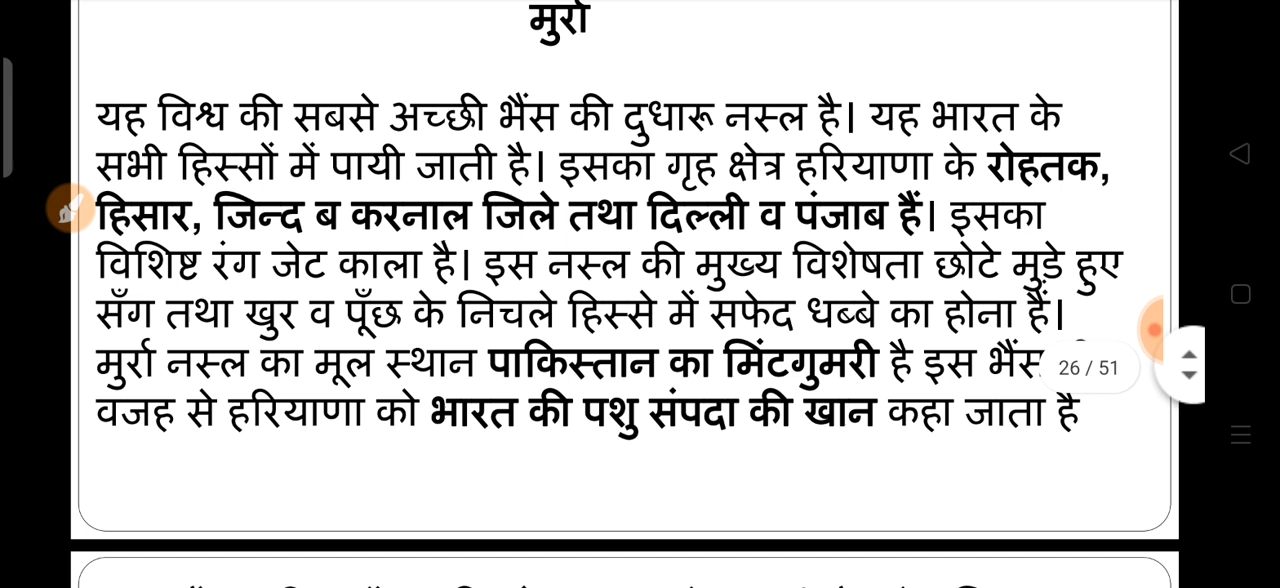 मुर्रा
यह विश्व की सबसे अच्छी भैंस की दुधारू नस्ल है। यह भारत के
सभी हिस्सों में पायी जाती है। इसका गृह क्षेत्र हरियाणा के रोहतक,
हिसार, जिन्द ब करनाल जिले तथा दिल्ली व पंजाब हैं। इसका
विशिष्ट रंग जेट काला है। इस नस्ल की मुख्य विशेषता छोटे मुड़े हुए
सँग तथा खुर व पूँछ के निचले हिस्से में सफेद धब्बे का होना हैं।
मुर्रा नस्ल का मूल स्थान पाकिस्तान का मिंटगुमरी है इस भैंस
26 / 51
वजह से हरियाणा को भारत की पशु संपदा की खान कहा जाता है